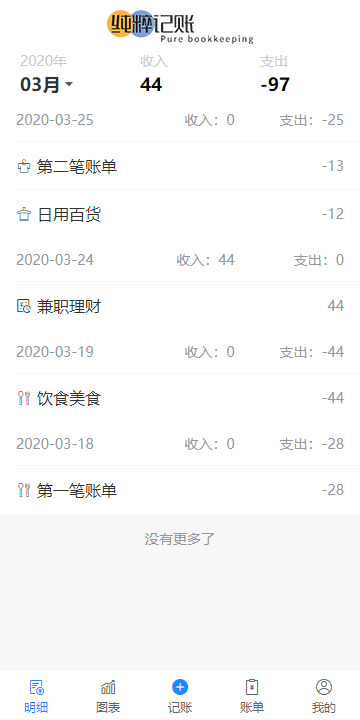 纯粹记账
Pure bookkeeping
2020年 收入 支出
03月 44 -97
2020-03-25 收入：0 支出：-25
第二笔账单 -13
日用百货 -12
2020-03-24 收入：44 支出：0
兼职理财 44
2020-03-19 收入：0 支出：-44
饮食美食 -44
2020-03-18 收入：0 支出：-28
第一笔账单 -28
没有更多了
明细 图表 记账 账单 我的